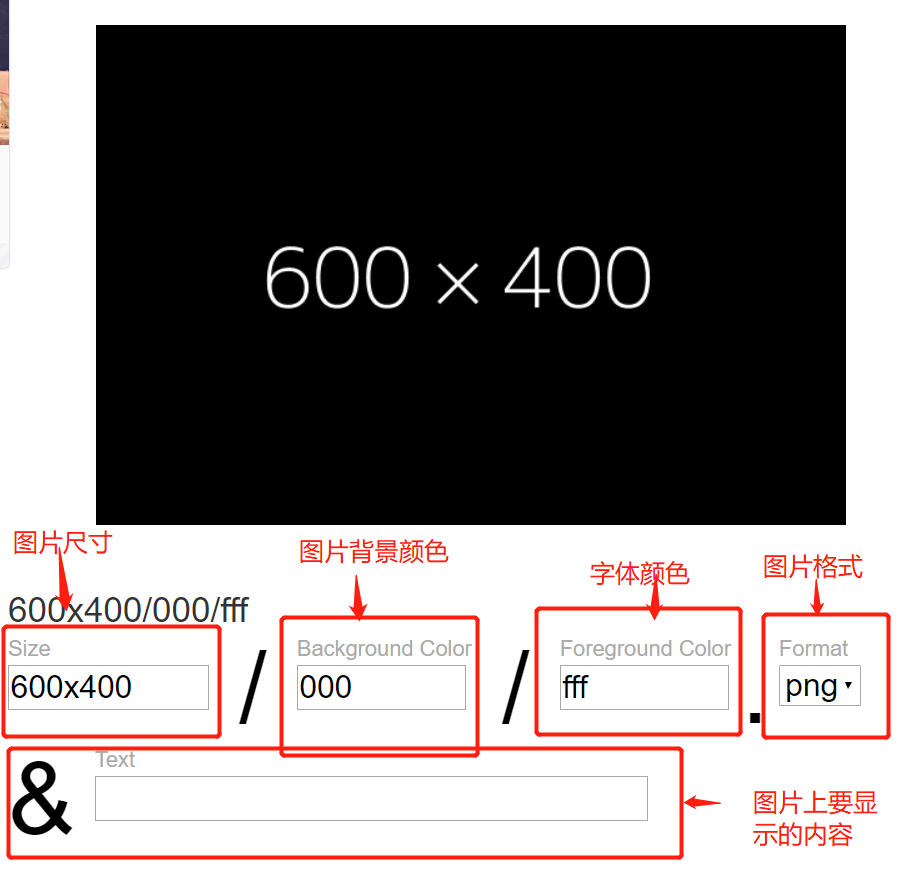 600 × 400
图片尺寸
图片背景颜色
字体颜色
图片格式
600x400/000/fff
Size
Background Color
Foreground Color
Format
600x400
/
000
/
fff
.
png
&
Text
图片上要显
示的内容